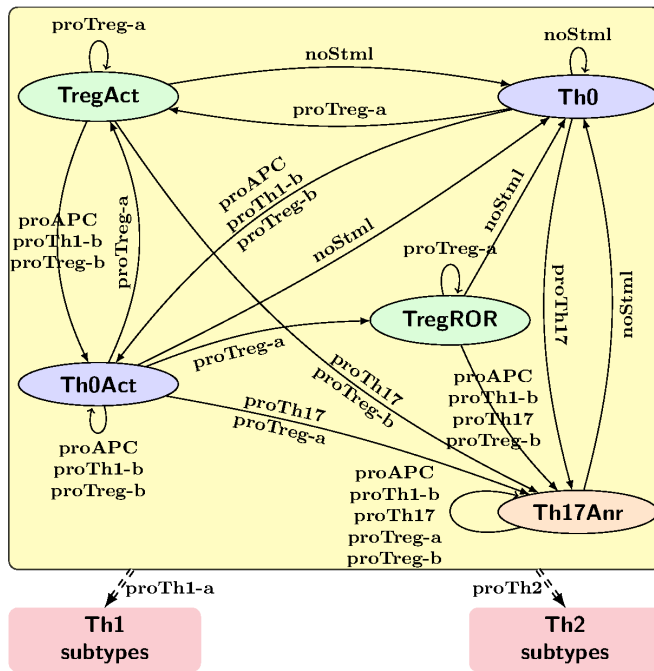 proTreg-a
noStml
noStml
TregAct
Th0
proTreg-a
proAPC
proTh1-b
proTreg-b
proAPC
proTh1-b
proTreg-b
proTreg-a
noStml
noStml
proTreg-a
TregROR
proTh17
noStml
proTreg-a
Th0Act
proTh17
proTreg-b
proAPC
proTh1-b
proTh17
proTreg-b
proTh17
proTreg-a
proAPC
proTh1-b
proTreg-b
proAPC
proTh1-b
proTh17
proTreg-a
proTreg-b
Th17Anr
proTh1-a
proTh2
Th1
subtypes
Th2
subtypes